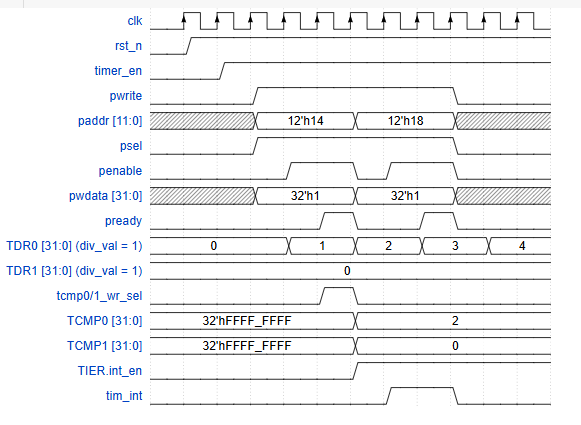 clk
rst_n
timer_en
pwrite
paddr [11:0] 12'h14 12'h18
psel
penable
pwdata [31:0] 32'h1 32'h1
pready
TDR0 [31:0] (div_val = 1) 0 1 2 3 4
TDR1 [31:0] (div_val = 1) 0
tcmp0/1_wr_sel
TCMP0 [31:0] 32'hFFFF_FFFF 2
TCMP1 [31:0] 32'hFFFF_FFFF 0
TIER.int_en
tim_int